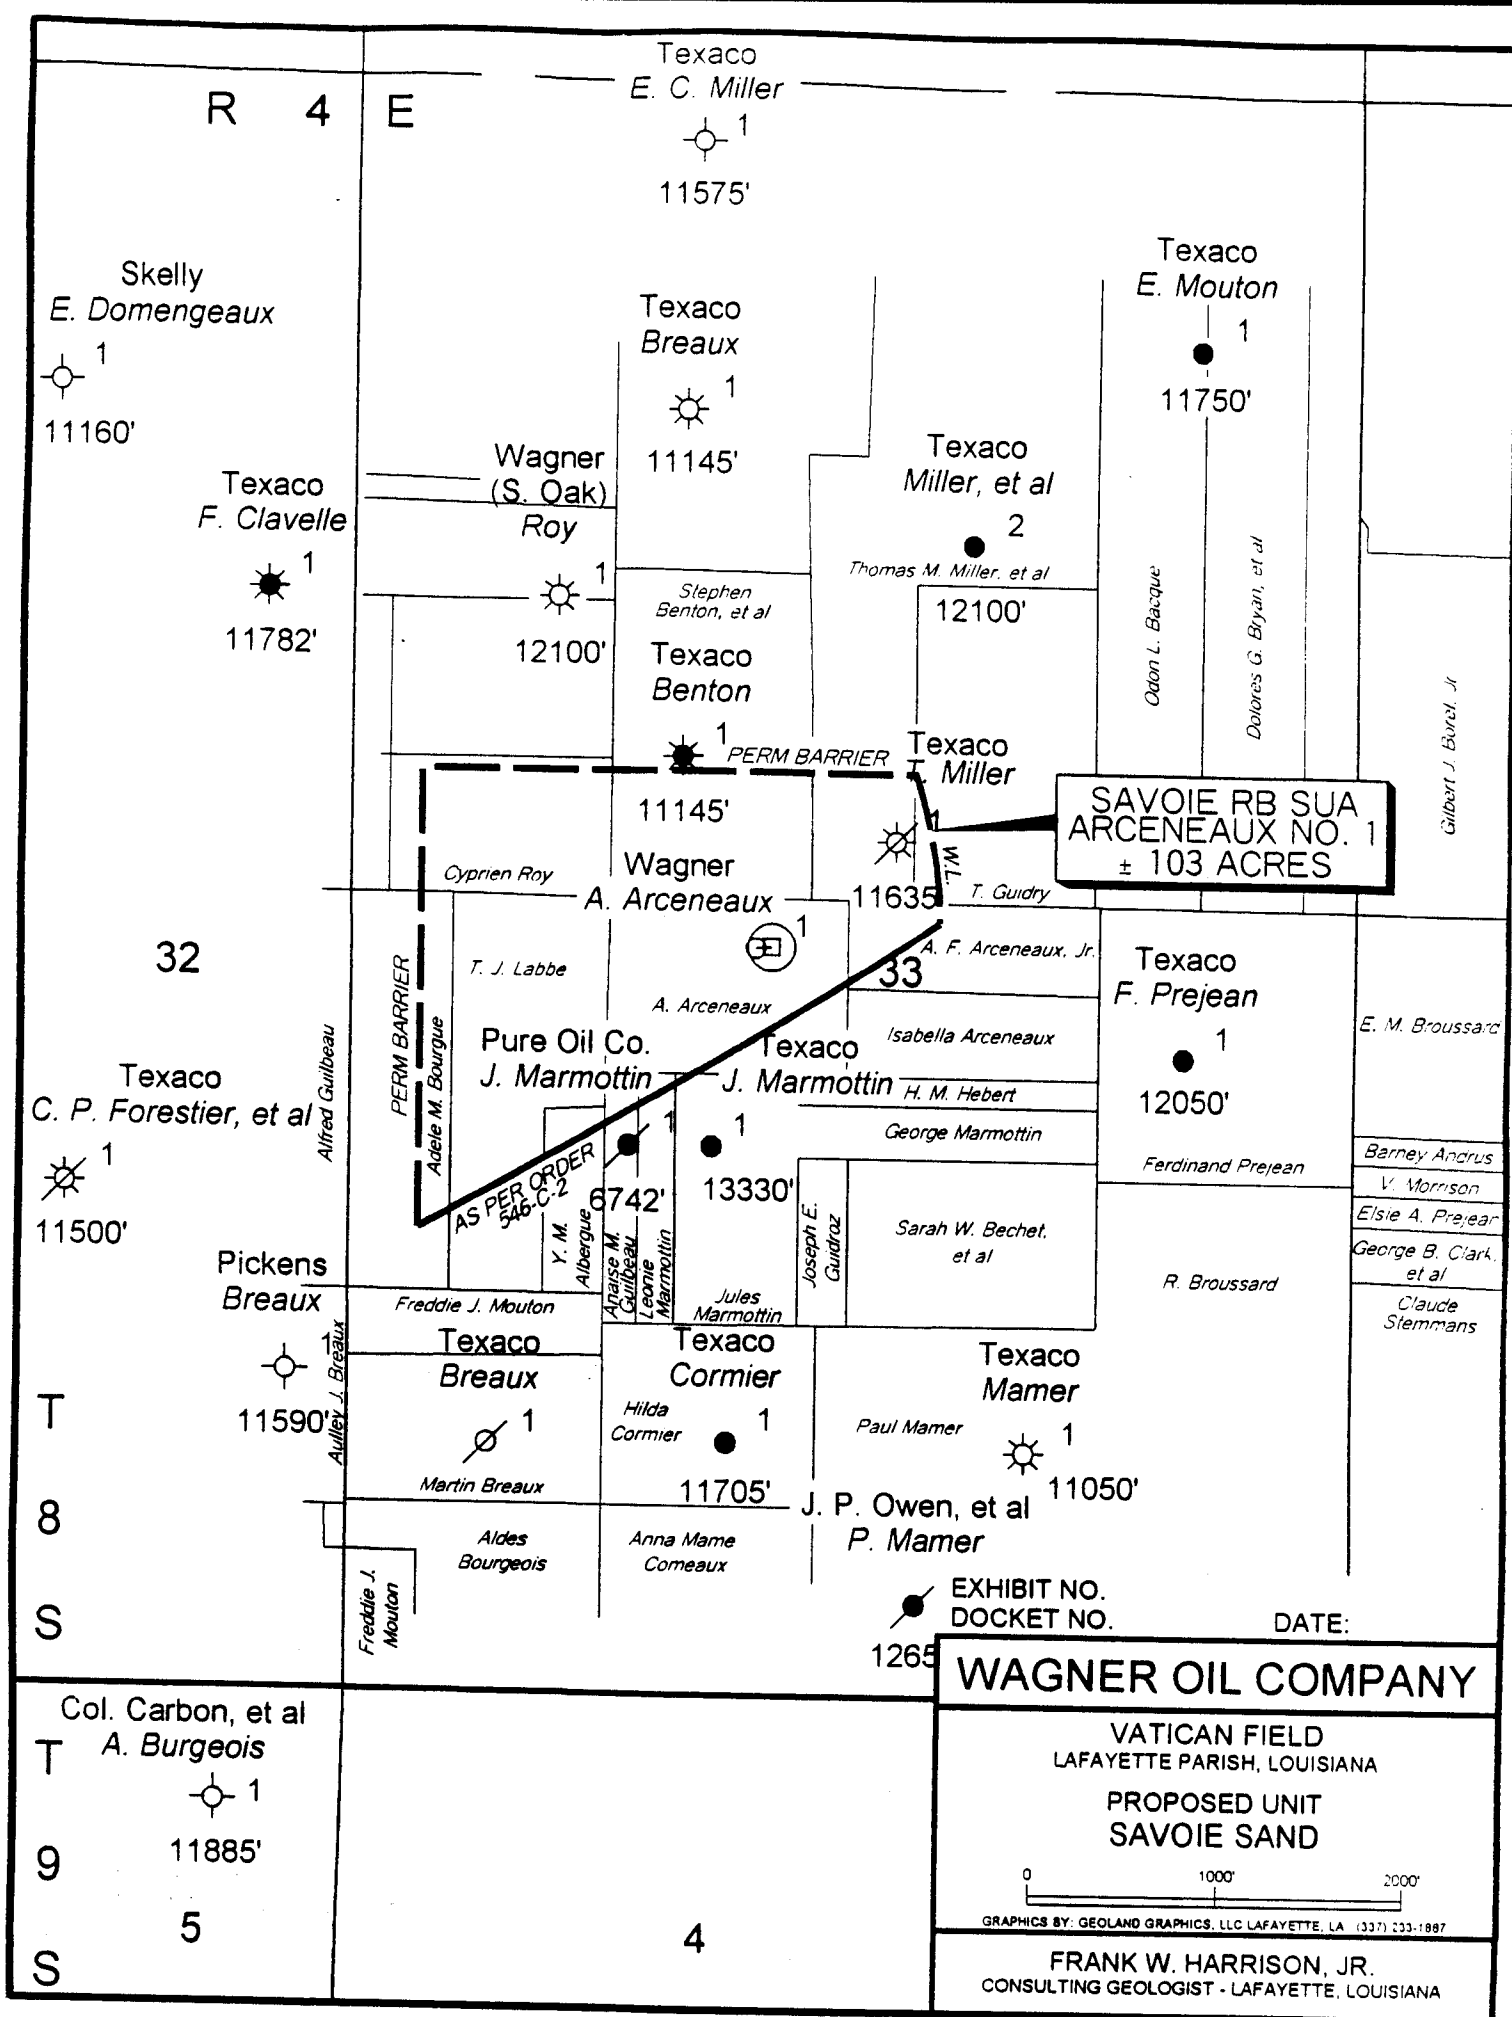 Texaco
E. C. Miller
1
11575'
R 4 E
Skelly
E. Domengeaux
1
11160'
Texaco
Breaux
1
11145'
Texaco
E. Mouton
1
11750'
Wagner
(S. Oak)
Roy
1
12100'
Texaco
F. Clavelle
1
11782'
Texaco
Miller, et al
2
Thomas M. Miller, et al
12100'
Stephen
Benton, et al
Texaco
Benton
1
11145'
PERM BARRIER
Texaco
Miller
1
11635'
W.L.
Odon L. Bacque
Dolores G. Bryan, et al
Gilbert J. Borel, Jr
SAVOIE RB SUA
ARCENEAUX NO. 1
± 103 ACRES
Cyprien Roy
Wagner
A. Arceneaux
1
T. Guidry
32
T. J. Labbe
A. Arceneaux
A. F. Arceneaux, Jr.
33
Texaco
F. Prejean
1
12050'
PERM BARRIER
Adele M. Bourgue
Alfred Guilbeau
Pure Oil Co.
J. Marmottin
1
6742'
Texaco
J. Marmottin
1
13330'
Isabella Arceneaux
H. M. Hebert
George Marmottin
E. M. Broussard
Texaco
C. P. Forestier, et al
1
11500'
AS PER ORDER
546-C-2
Y. M.
Albergue
Anaise M.
Guilbeau
Leonie
Marmottin
Jules
Marmottin
Joseph E.
Guidroz
Sarah W. Bechet,
et al
Ferdinand Prejean
R. Broussard
Barney Andrus
V. Morrison
Elsie A. Prejean
George B. Clark,
et al
Claude
Stemmans
Pickens
Breaux
1
11590'
Aulley J. Breaux
Freddie J. Mouton
Texaco
Breaux
1
Martin Breaux
Texaco
Cormier
Hilda
Cormier
1
11705'
Texaco
Mamer
Paul Mamer
1
11050'
J. P. Owen, et al
P. Mamer
1265
T
8
S
Aldes
Bourgeois
Anna Mame
Comeaux
Freddie J.
Mouton
EXHIBIT NO.
DOCKET NO.
DATE:
Col. Carbon, et al
A. Burgeois
1
11885'
T
9
S
5
4
WAGNER OIL COMPANY
VATICAN FIELD
LAFAYETTE PARISH, LOUISIANA
PROPOSED UNIT
SAVOIE SAND
0 1000' 2000'
GRAPHICS BY: GEOLAND GRAPHICS, LLC LAFAYETTE, LA (337) 233-1887
FRANK W. HARRISON, JR.
CONSULTING GEOLOGIST - LAFAYETTE, LOUISIANA